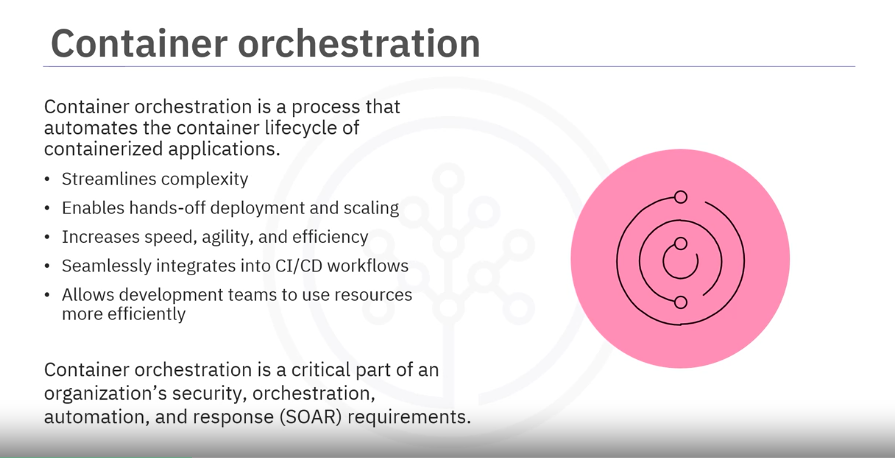 Container orchestration
Container orchestration is a process that
automates the container lifecycle of
containerized applications.
• Streamlines complexity
• Enables hands-off deployment and scaling
• Increases speed, agility, and efficiency
• Seamlessly integrates into CI/CD workflows
• Allows development teams to use resources
more efficiently
Container orchestration is a critical part of an
organization’s security, orchestration,
automation, and response (SOAR) requirements.